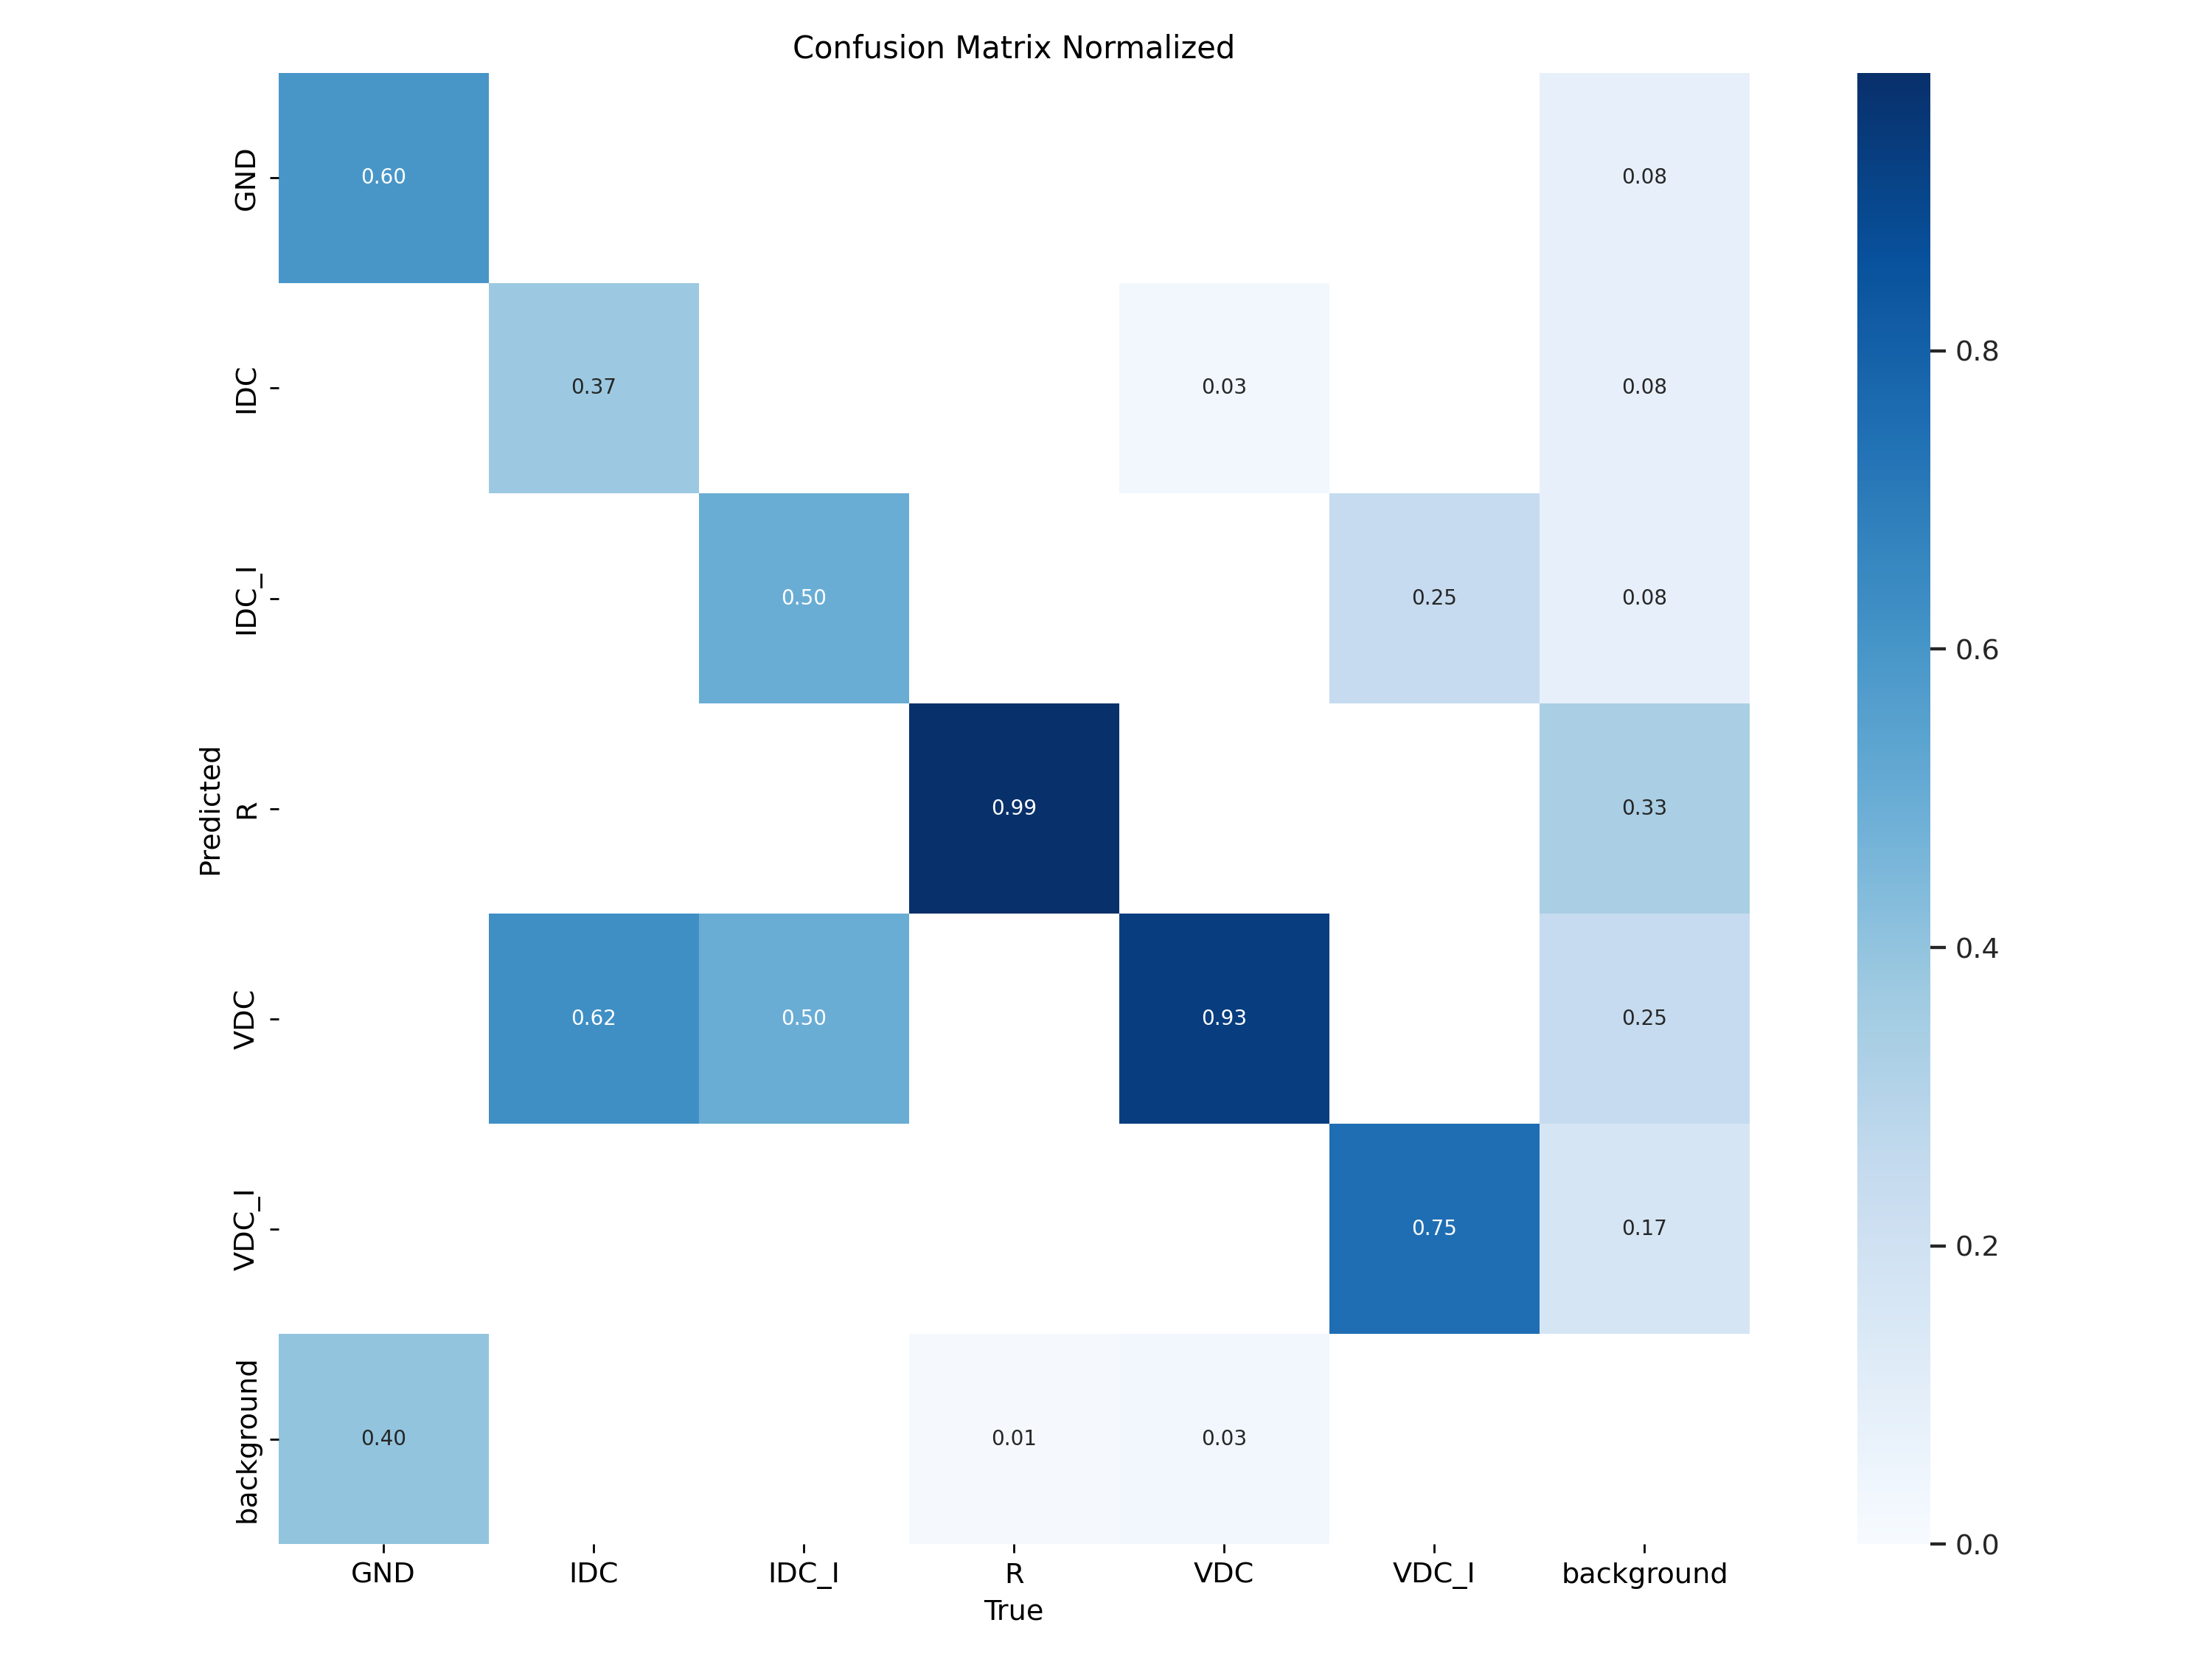 Confusion Matrix Normalized
GND
0.60
0.08
IDC
0.37
0.03
0.08
0.8
IDC_I
0.50
0.25
0.08
0.6
Predicted
R
0.99
0.33
0.4
VDC
0.62
0.50
0.93
0.25
VDC_I
0.75
0.17
0.2
background
0.40
0.01
0.03
0.0
GND
IDC
IDC_I
R
VDC
VDC_I
background
True